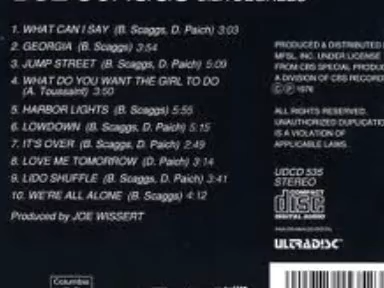 1. WHAT CAN I SAY (B. Scaggs, D. Paich) 3:03
2. GEORGIA (B. Scaggs) 3:54
3. JUMP STREET (B. Scaggs, D. Paich) 5:09
4. WHAT DO YOU WANT THE GIRL TO DO
(A. Toussaint) 3:50
5. HARBOR LIGHTS (B. Scaggs) 5:55
6. LOWDOWN (B. Scaggs, D. Paich) 5:15
7. IT'S OVER (B. Scaggs, D. Paich) 2:49
8. LOVE ME TOMORROW (D. Paich) 3:14
9. LIDO SHUFFLE (B. Scaggs, D. Paich) 3:41
10. WE'RE ALL ALONE (B. Scaggs) 4:12
Produced by JOE WISSERT
Columbia
PRODUCED & DISTRIBUTED
MFSL, INC. UNDER LICENSE
FROM CBS SPECIAL PRODUC
A DIVISION OF CBS RECORD
© ℗ 1976
ALL RIGHTS RESERVED.
UNAUTHORIZED DUPLICATIO
IS A VIOLATION OF
APPLICABLE LAWS.
UDCD 535
STEREO
COMPACT
disc
DIGITAL AUDIO
ULTRADISC